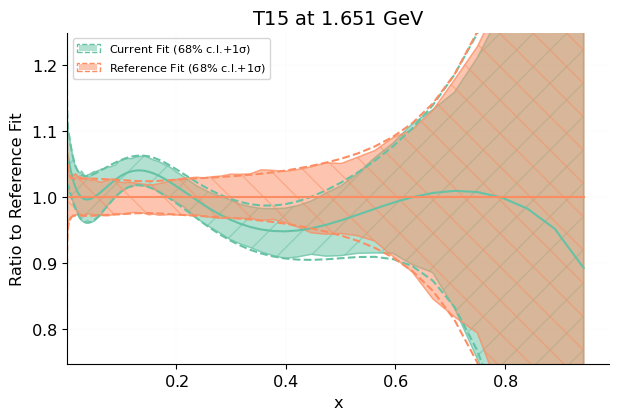 T15 at 1.651 GeV
Current Fit (68% c.l.+1σ)
Reference Fit (68% c.l.+1σ)
Ratio to Reference Fit
1.2
1.1
1.0
0.9
0.8
0.2 0.4 0.6 0.8
x